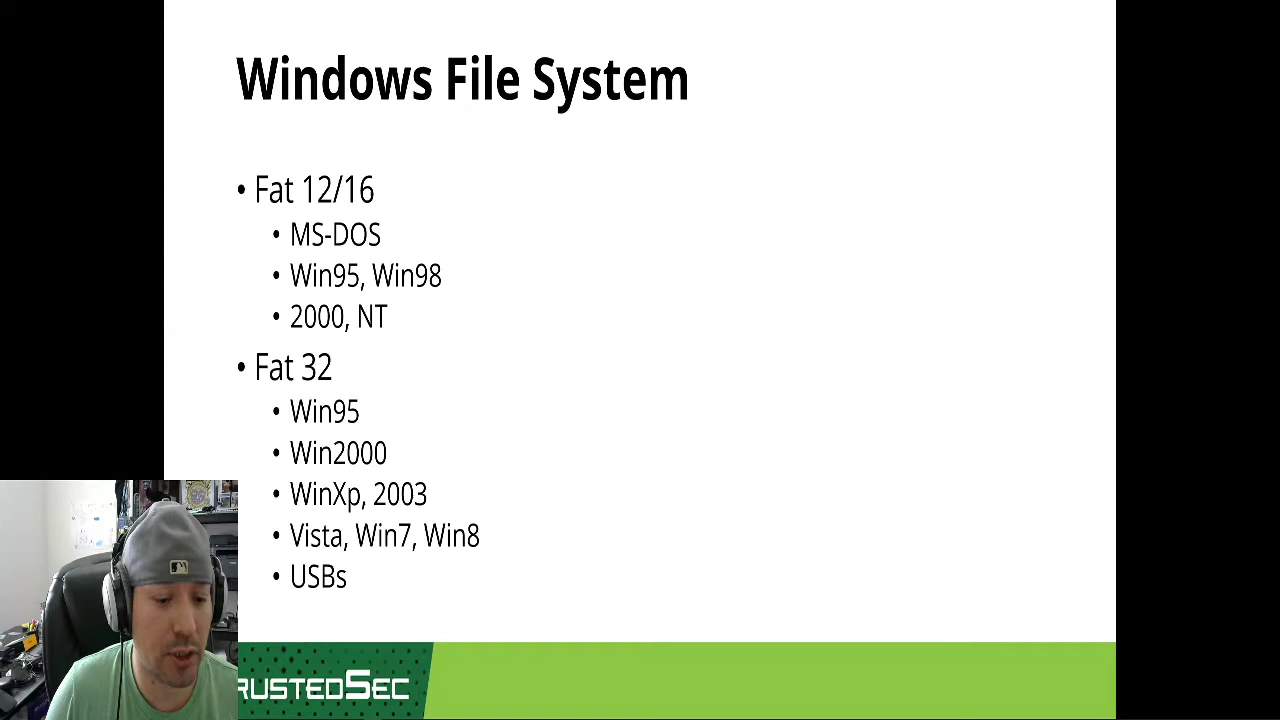 Windows File System
• Fat 12/16
• MS-DOS
• Win95, Win98
• 2000, NT
• Fat 32
• Win95
• Win2000
• WinXp, 2003
• Vista, Win7, Win8
• USBs
RUSTEDSEC